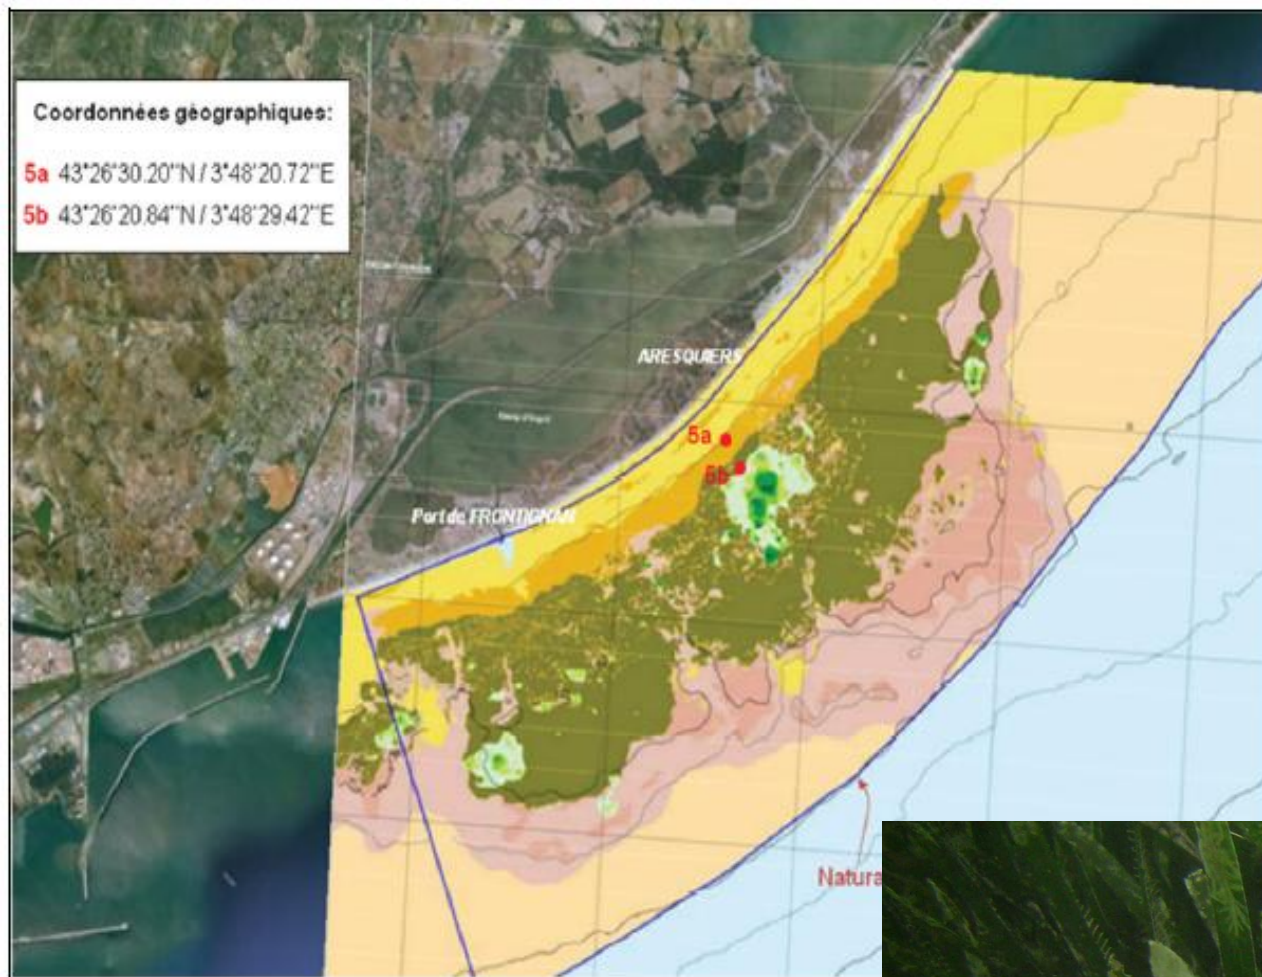 Coordonnées géographiques:
5a 43°26'30.20''N / 3°48'20.72''E
5b 43°26'20.84''N / 3°48'29.42''E
ARESQUIERS
5a
5b
Port de FRONTIGNAN
Natura